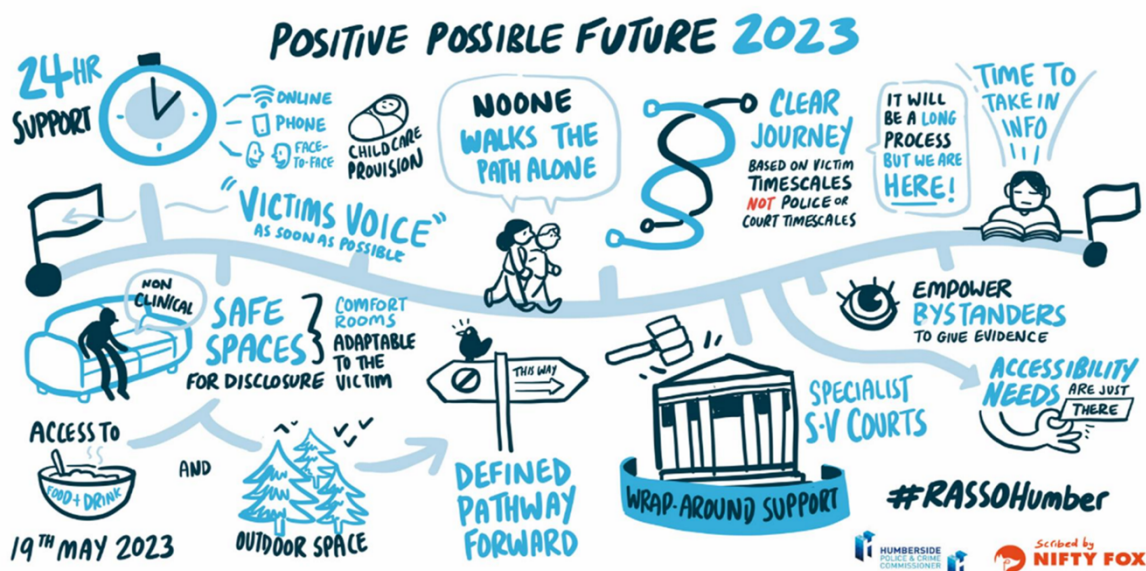 POSITIVE POSSIBLE FUTURE 2023
24HR
SUPPORT
ONLINE
PHONE
FACE-
TO-FACE
CHILDCARE
PROVISION
"VICTIMS VOICE"
AS SOON AS POSSIBLE
NOONE
WALKS THE
PATH ALONE
CLEAR
JOURNEY
BASED ON VICTIM
TIMESCALES
NOT POLICE OR
COURT TIMESCALES
IT WILL
BE A LONG
PROCESS
BUT WE ARE
HERE!
TIME TO
TAKE IN
INFO
NON
CLINICAL
SAFE
SPACES
FOR DISCLOSURE
COMFORT
ROOMS
ADAPTABLE
TO THE
VICTIM
ACCESS TO
FOOD + DRINK
AND
OUTDOOR SPACE
THIS WAY
DEFINED
PATHWAY
FORWARD
SPECIALIST
S.V COURTS
WRAP-AROUND SUPPORT
EMPOWER
BYSTANDERS
TO GIVE EVIDENCE
ACCESSIBILITY
NEEDS ARE JUST
THERE
#RASSOHumber
19TH MAY 2023
HUMBERSIDE
POLICE & CRIME
COMMISSIONER
Scribed by
NIFTY FOX